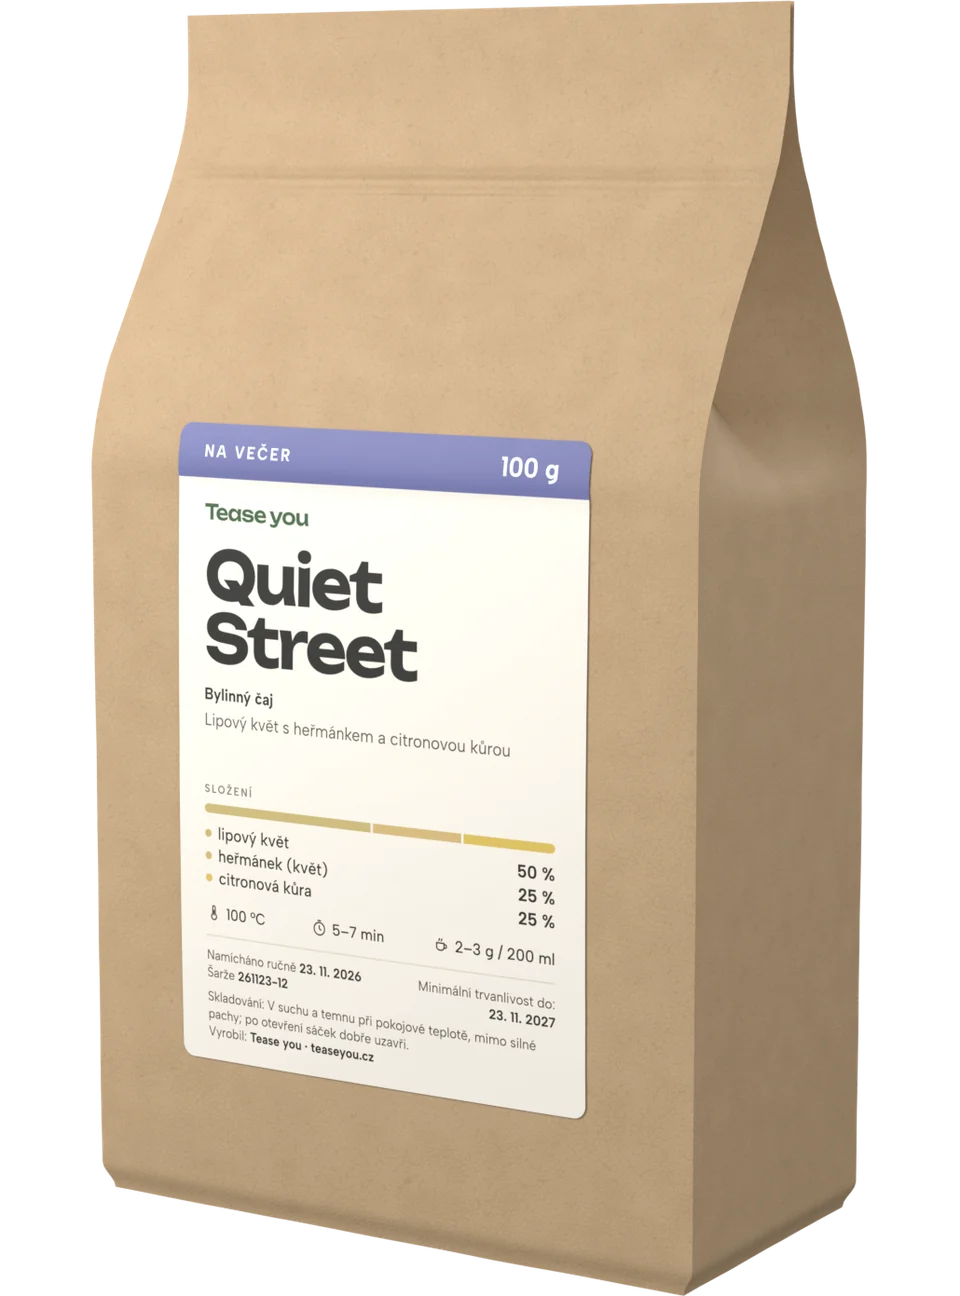 NA VEČER
100 g
Tease you
Quiet
Street
Bylinný čaj
Lipový květ s heřmánkem a citronovou kůrou
SLOŽENÍ
lipový květ 50 %
heřmánek (květ) 25 %
citronová kůra 25 %
100 °C 5–7 min 2–3 g / 200 ml
Namícháno ručně 23. 11. 2026
Šarže 261123-12
Minimální trvanlivost do:
23. 11. 2027
Skladování: V suchu a temnu při pokojové teplotě, mimo silné
pachy; po otevření sáček dobře uzavři.
Vyrobil: Tease you · teaseyou.cz